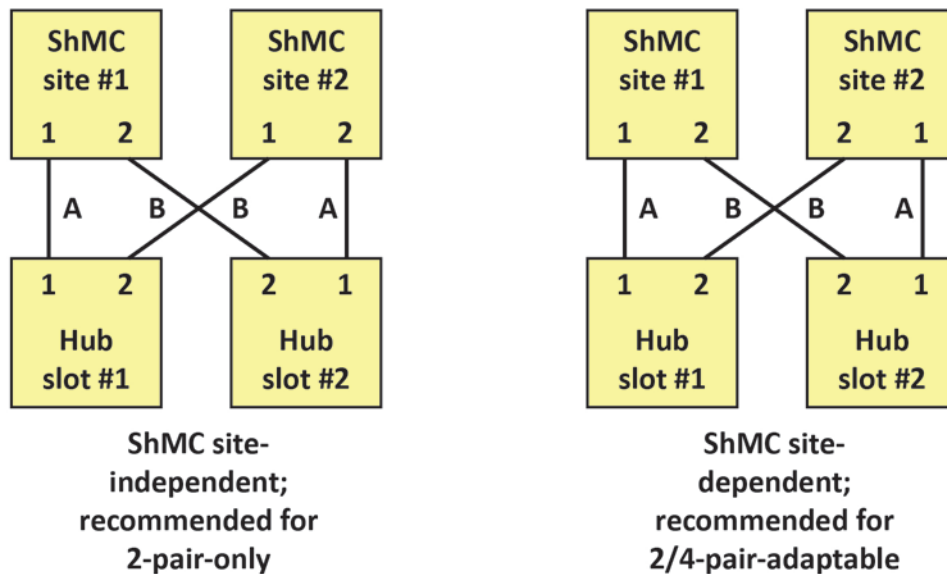 ShMC
site #1
1 2
ShMC
site #2
1 2
A B B A
1 2
Hub
slot #1
2 1
Hub
slot #2
ShMC site-
independent;
recommended for
2-pair-only
ShMC
site #1
1 2
ShMC
site #2
2 1
A B B A
1 2
Hub
slot #1
2 1
Hub
slot #2
ShMC site-
dependent;
recommended for
2/4-pair-adaptable